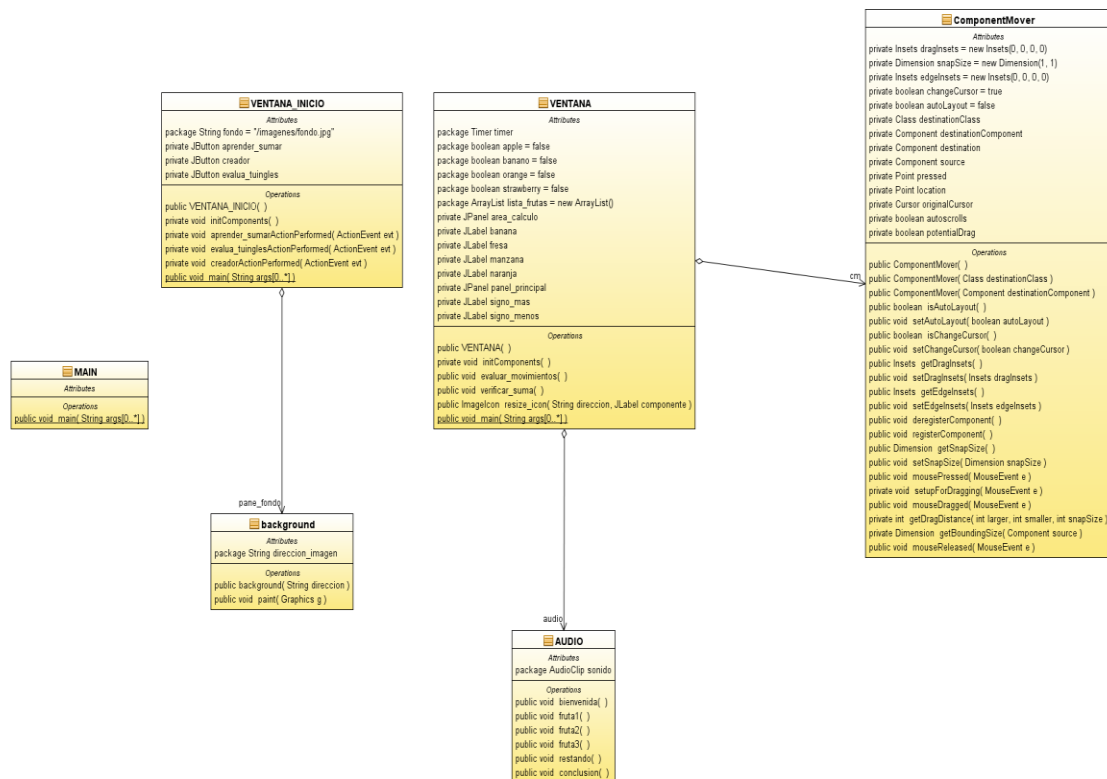 MAIN
Attributes
Operations
public void main( String args[0..*] )
VENTANA_INICIO
Attributes
package String fondo = "/imagenes/fondo.jpg"
private JButton aprender_sumar
private JButton creador
private JButton evalua_tuingles
Operations
public VENTANA_INICIO( )
private void initComponents( )
private void aprender_sumarActionPerformed( ActionEvent evt )
private void evalua_tuinglesActionPerformed( ActionEvent evt )
private void creadorActionPerformed( ActionEvent evt )
public void main( String args[0..*] )
pane_fondo
background
Attributes
package String direccion_imagen
Operations
public background( String direccion )
public void paint( Graphics g )
VENTANA
Attributes
package Timer timer
package boolean apple = false
package boolean banano = false
package boolean orange = false
package boolean strawberry = false
package ArrayList lista_frutas = new ArrayList()
private JPanel area_calculo
private JLabel banana
private JLabel fresa
private JLabel manzana
private JLabel naranja
private JPanel panel_principal
private JLabel signo_mas
private JLabel signo_menos
Operations
public VENTANA( )
private void initComponents( )
public void evaluar_movimientos( )
public void verificar_suma( )
public ImageIcon resize_icon( String direccion, JLabel componente )
public void main( String args[0..*] )
audio
AUDIO
Attributes
package AudioClip sonido
Operations
public void bienvenida( )
public void fruta1( )
public void fruta2( )
public void fruta3( )
public void restando( )
public void conclusion( )
cm
ComponentMover
Attributes
private Insets dragInsets = new Insets(0, 0, 0, 0)
private Dimension snapSize = new Dimension(1, 1)
private Insets edgeInsets = new Insets(0, 0, 0, 0)
private boolean changeCursor = true
private boolean autoLayout = false
private Class destinationClass
private Component destinationComponent
private Component destination
private Component source
private Point pressed
private Point location
private Cursor originalCursor
private boolean autoscrolls
private boolean potentialDrag
Operations
public ComponentMover( )
public ComponentMover( Class destinationClass )
public ComponentMover( Component destinationComponent )
public boolean isAutoLayout( )
public void setAutoLayout( boolean autoLayout )
public boolean isChangeCursor( )
public void setChangeCursor( boolean changeCursor )
public Insets getDragInsets( )
public void setDragInsets( Insets dragInsets )
public Insets getEdgeInsets( )
public void setEdgeInsets( Insets edgeInsets )
public void deregisterComponent( )
public void registerComponent( )
public Dimension getSnapSize( )
public void setSnapSize( Dimension snapSize )
public void mousePressed( MouseEvent e )
private void setupForDragging( MouseEvent e )
public void mouseDragged( MouseEvent e )
private int getDragDistance( int larger, int smaller, int snapSize )
private Dimension getBoundingSize( Component source )
public void mouseReleased( MouseEvent e )